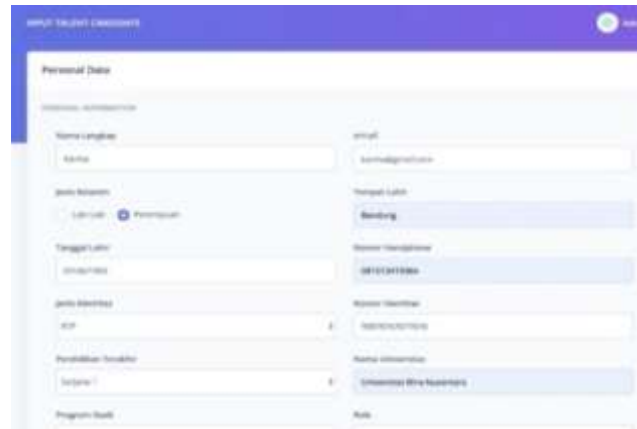 INPUT TALENT CANDIDATE
Personal Data
PERSONAL INFORMATION
Nama Lengkap
email
Jenis Kelamin
Tempat Lahir
Laki-Laki
Perempuan
Bandung
Tanggal Lahir
Nomor Handphone
Jenis Identitas
Nomor Identitas
KTP
Pendidikan Terakhir
Nama Universitas
Sarjana 1
Universitas Bina Nusantara
Program Studi
Role